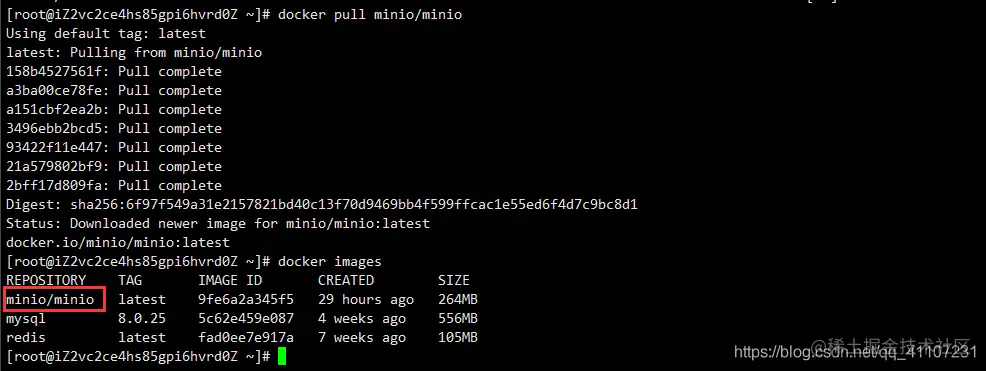 [root@iZ2vc2ce4hs85gpi6hvrd0Z ~]# docker pull minio/minio
Using default tag: latest
latest: Pulling from minio/minio
158b4527561f: Pull complete
a3ba00ce78fe: Pull complete
a151cbf2ea2b: Pull complete
3496ebb2bcd5: Pull complete
93422f11e447: Pull complete
21a579802bf9: Pull complete
2bff17d809fa: Pull complete
Digest: sha256:6f97f549a31e2157821bd40c13f70d9469bb4f599ffcac1e55ed6f4d7c9bc8d1
Status: Downloaded newer image for minio/minio:latest
docker.io/minio/minio:latest
[root@iZ2vc2ce4hs85gpi6hvrd0Z ~]# docker images
REPOSITORY TAG IMAGE ID CREATED SIZE
minio/minio latest 9fe6a2a345f5 29 hours ago 264MB
mysql 8.0.25 5c62e459e087 4 weeks ago 556MB
redis latest fad0ee7e917a 7 weeks ago 105MB
[root@iZ2vc2ce4hs85gpi6hvrd0Z ~]#
@稀土掘金技术社区
https://blog.csdn.net/qq_41107231